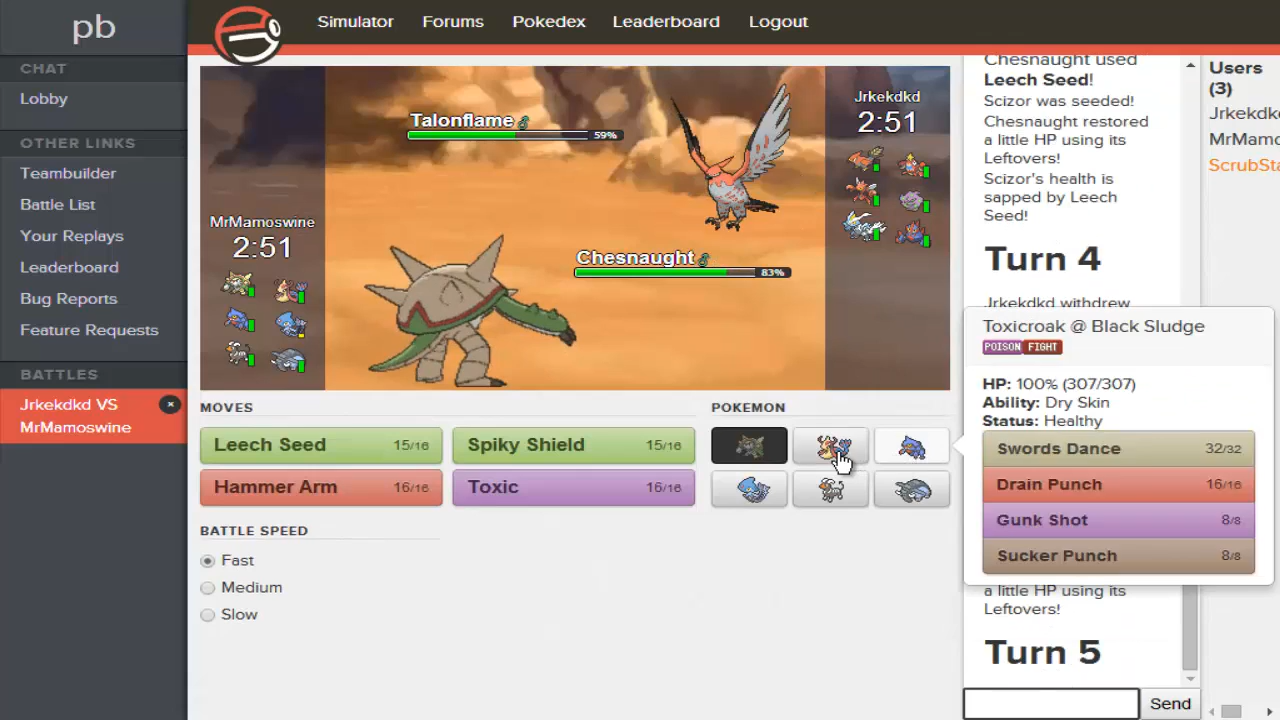 pb
Simulator Forums Pokedex Leaderboard Logout
CHAT
Lobby
OTHER LINKS
Teambuilder
Battle List
Your Replays
Leaderboard
Bug Reports
Feature Requests
BATTLES
Jrkekdkd VS
MrMamoswine
×
Talonflame
59%
Jrkekdkd
2:51
MrMamoswine
2:51
Chesnaught
83%
MOVES
Leech Seed 15/16
Spiky Shield 15/16
Hammer Arm 16/16
Toxic 16/16
POKEMON
BATTLE SPEED
Fast
Medium
Slow
Chesnaught used
Leech Seed!
Scizor was seeded!
Chesnaught restored
a little HP using its
Leftovers!
Scizor's health is
sapped by Leech
Seed!
Turn 4
Jrkekdkd withdrew
Toxicroak @ Black Sludge
POISON FIGHT
HP: 100% (307/307)
Ability: Dry Skin
Status: Healthy
Swords Dance 32/32
Drain Punch 16/16
Gunk Shot 8/8
Sucker Punch 8/8
a little HP using its
Leftovers!
Turn 5
Send
Users
(3)
Jrkekdkd
MrMamo
ScrubSta